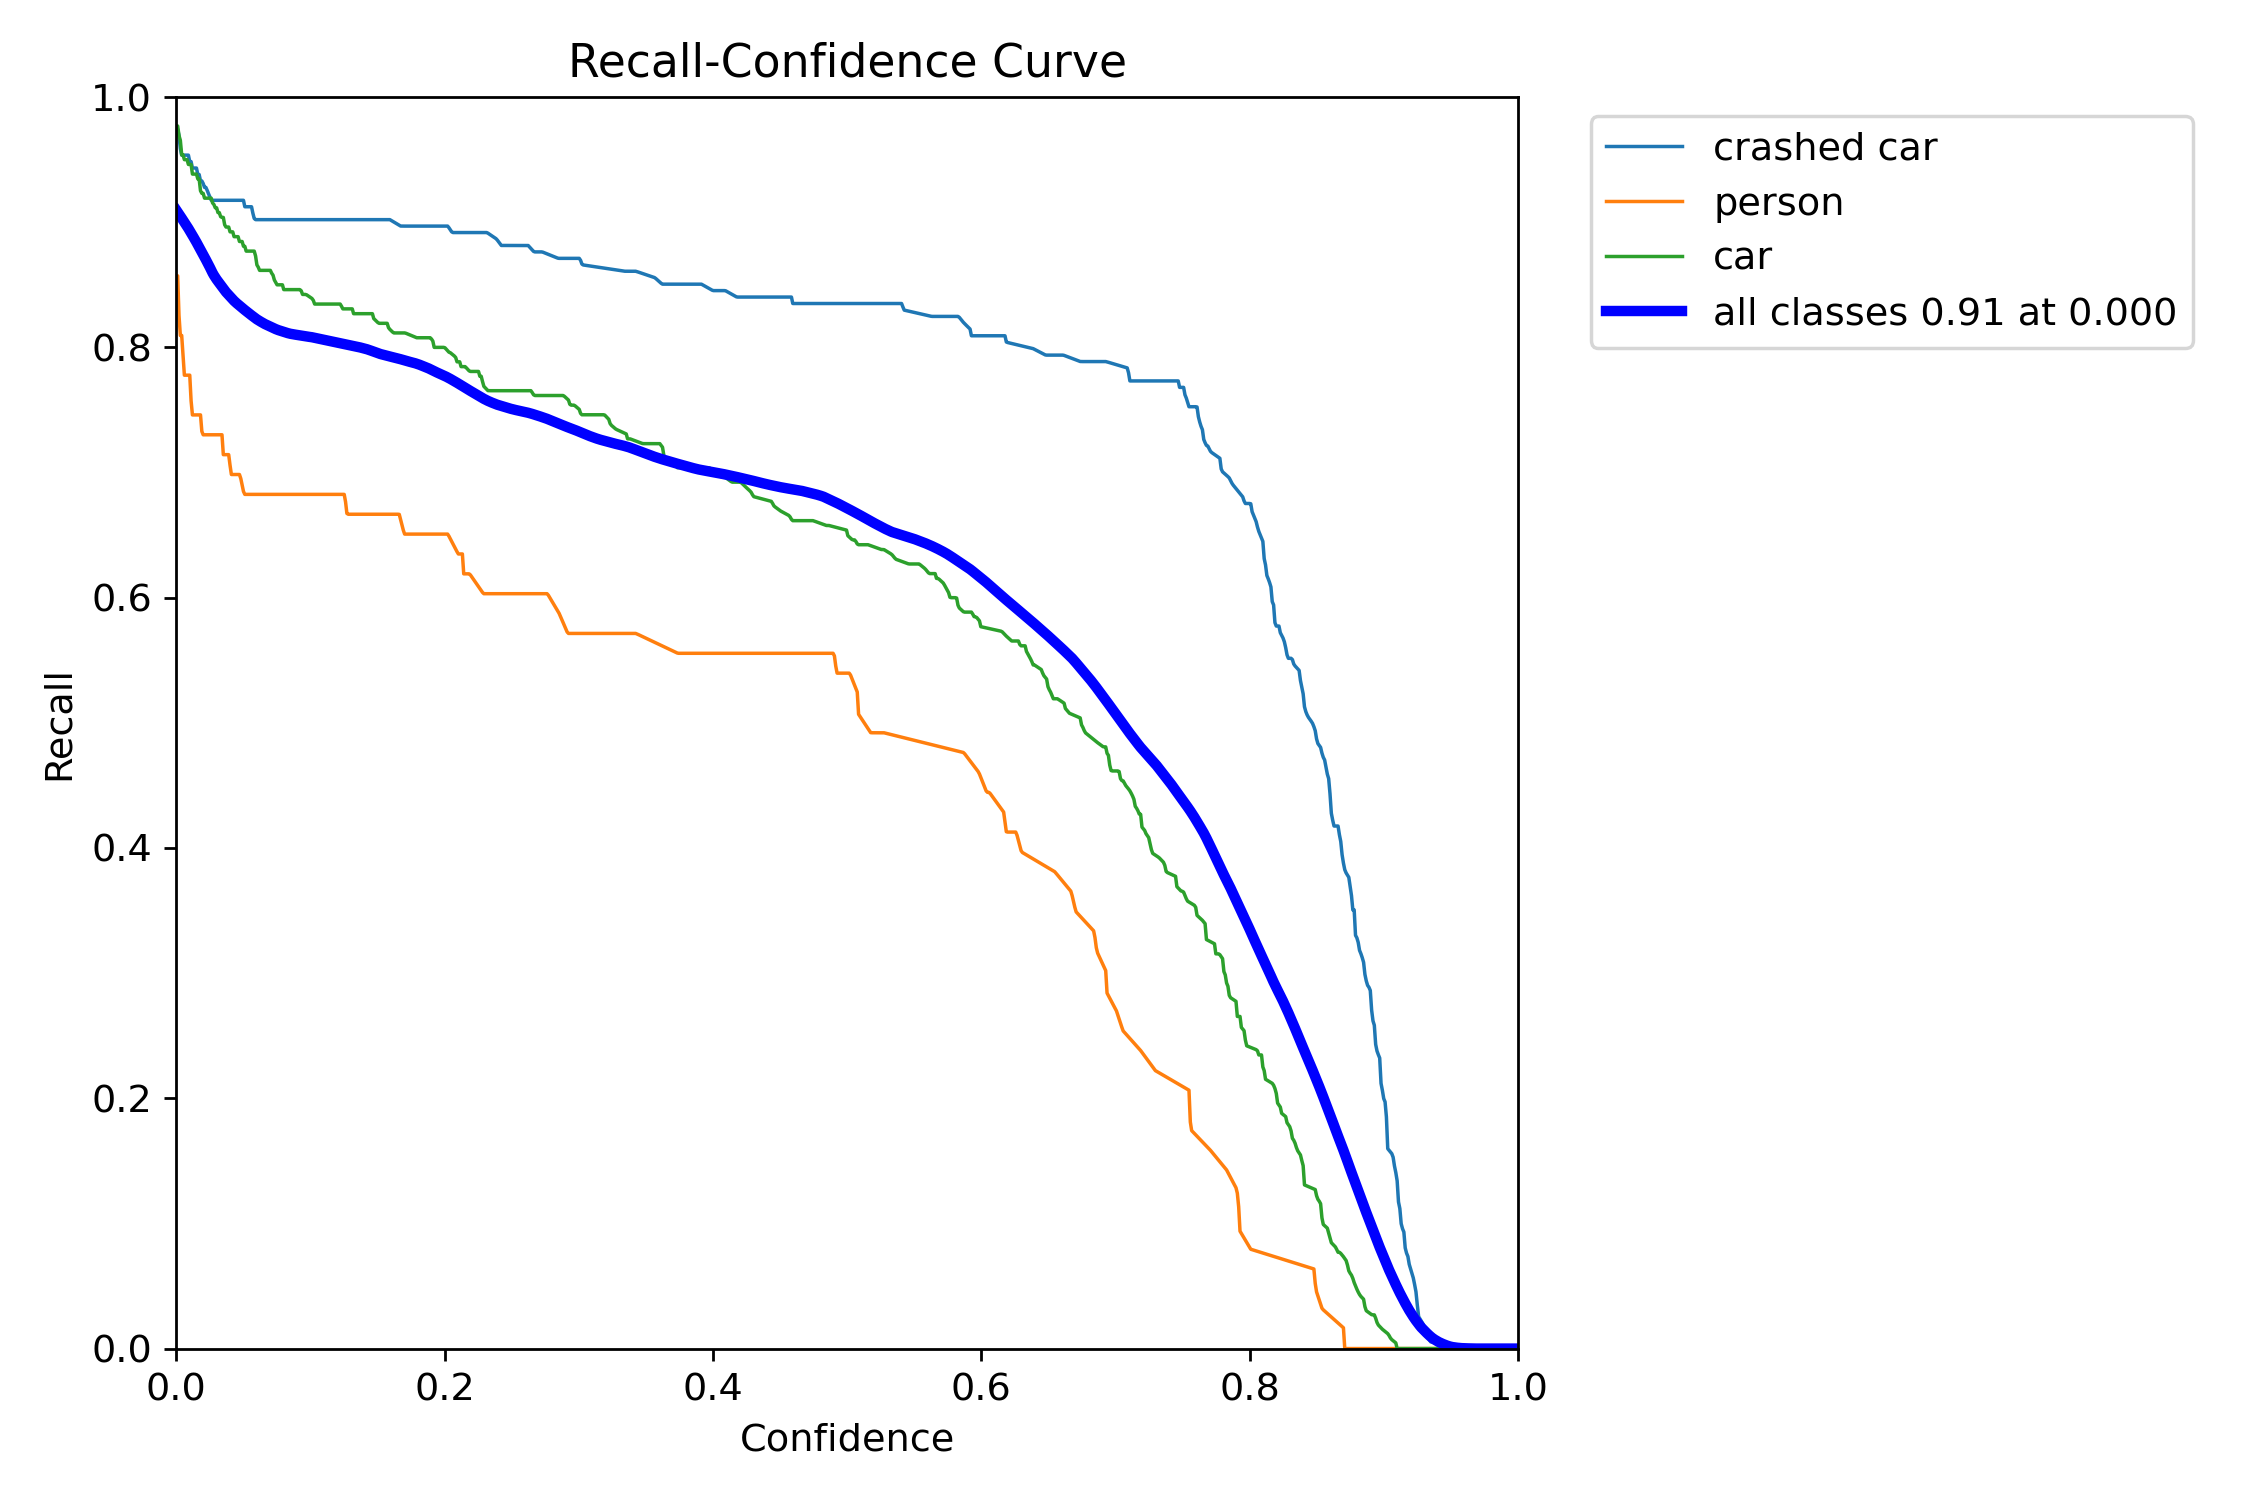 Recall-Confidence Curve
1.0
0.8
0.6
0.4
0.2
0.0
Recall
0.0 0.2 0.4 0.6 0.8 1.0
Confidence
crashed car
person
car
all classes 0.91 at 0.000